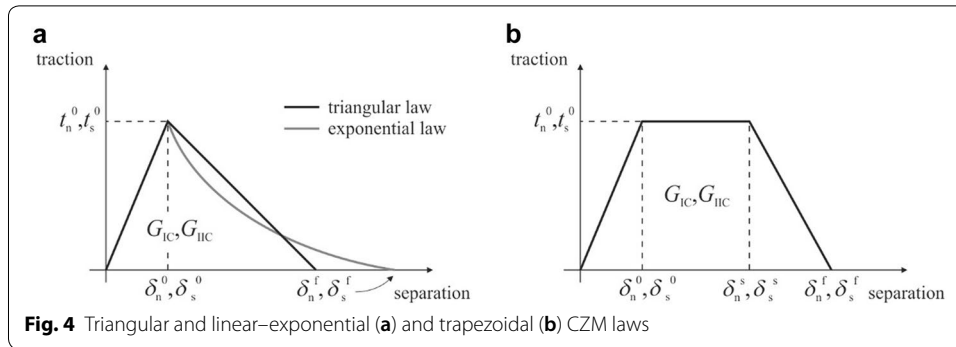 a
traction
t_n^0, t_s^0
triangular law
exponential law
G_IC, G_IIC
δ_n^0, δ_s^0
δ_n^f, δ_s^f
separation
b
traction
t_n^0, t_s^0
G_IC, G_IIC
δ_n^0, δ_s^0
δ_n^s, δ_s^s
δ_n^f, δ_s^f
separation
Fig. 4 Triangular and linear–exponential (a) and trapezoidal (b) CZM laws